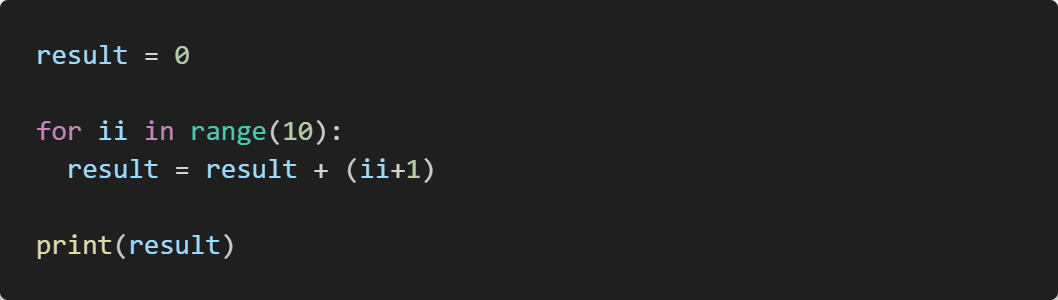 result = 0
for ii in range(10):
  result = result + (ii+1)
print(result)